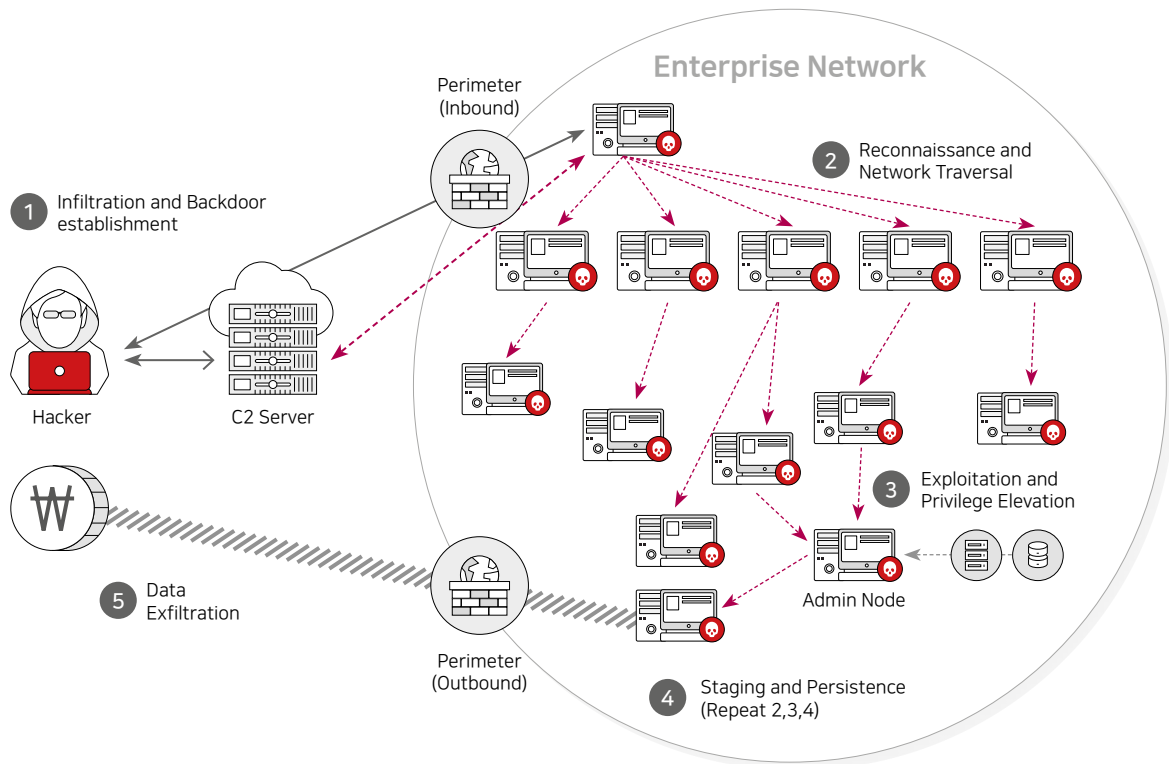 Enterprise Network
Perimeter
(Inbound)
2
Reconnaissance and
Network Traversal
1
Infiltration and Backdoor
establishment
Hacker
C2 Server
3
Exploitation and
Privilege Elevation
Admin Node
₩
5
Data
Exfiltration
Perimeter
(Outbound)
4
Staging and Persistence
(Repeat 2,3,4)